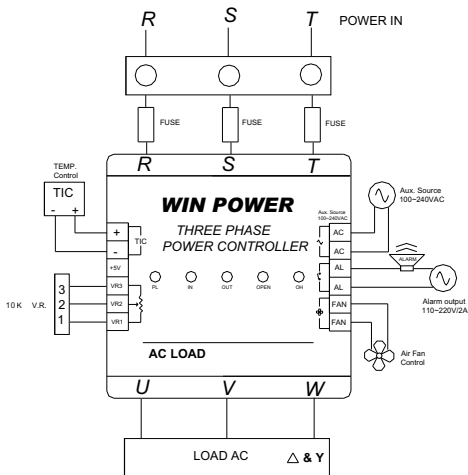 R S T POWER IN
FUSE FUSE FUSE
R S T
TEMP.
Control
TIC
- +
WIN POWER
THREE PHASE
POWER CONTROLLER
Aux. Source
100~240VAC
Aux. Source
100~240VAC
+
-
TIC
+5V
VR3
VR2
VR1
3
2
1
10 K V.R.
PL IN OUT OPEN OH
AC
AC
AL
AL
FAN
FAN
ALARM
Alarm output
110~220V/2A
Air Fan
Control
AC LOAD
U V W
LOAD AC △ & Y